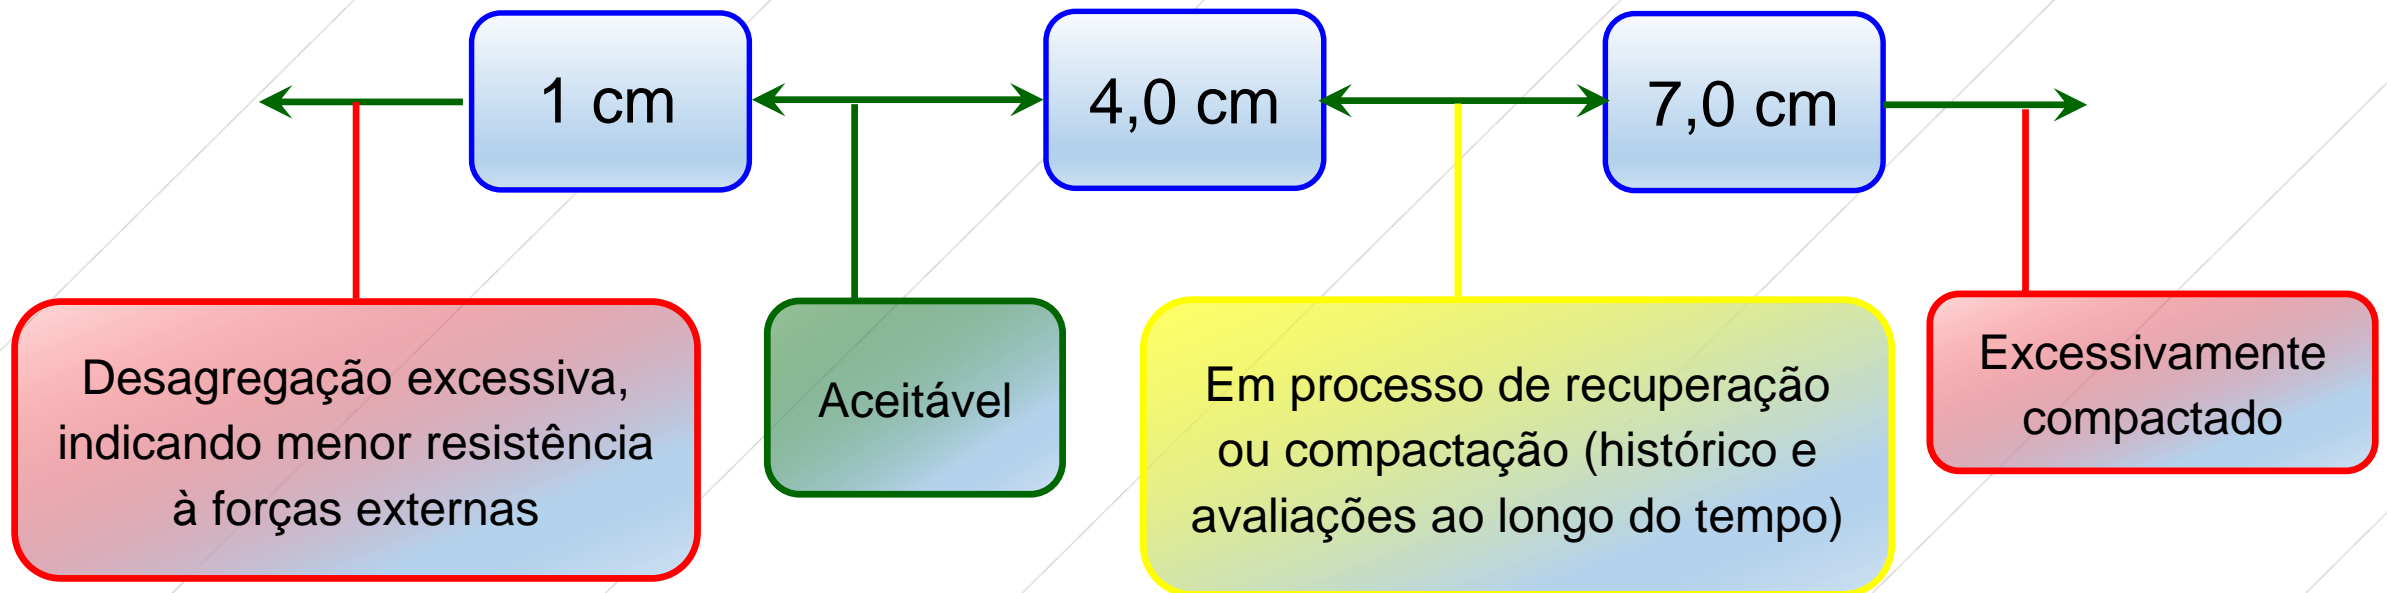 1 cm
4,0 cm
7,0 cm
Desagregação excessiva,
indicando menor resistência
à forças externas
Aceitável
Em processo de recuperação
ou compactação (histórico e
avaliações ao longo do tempo)
Excessivamente
compactado